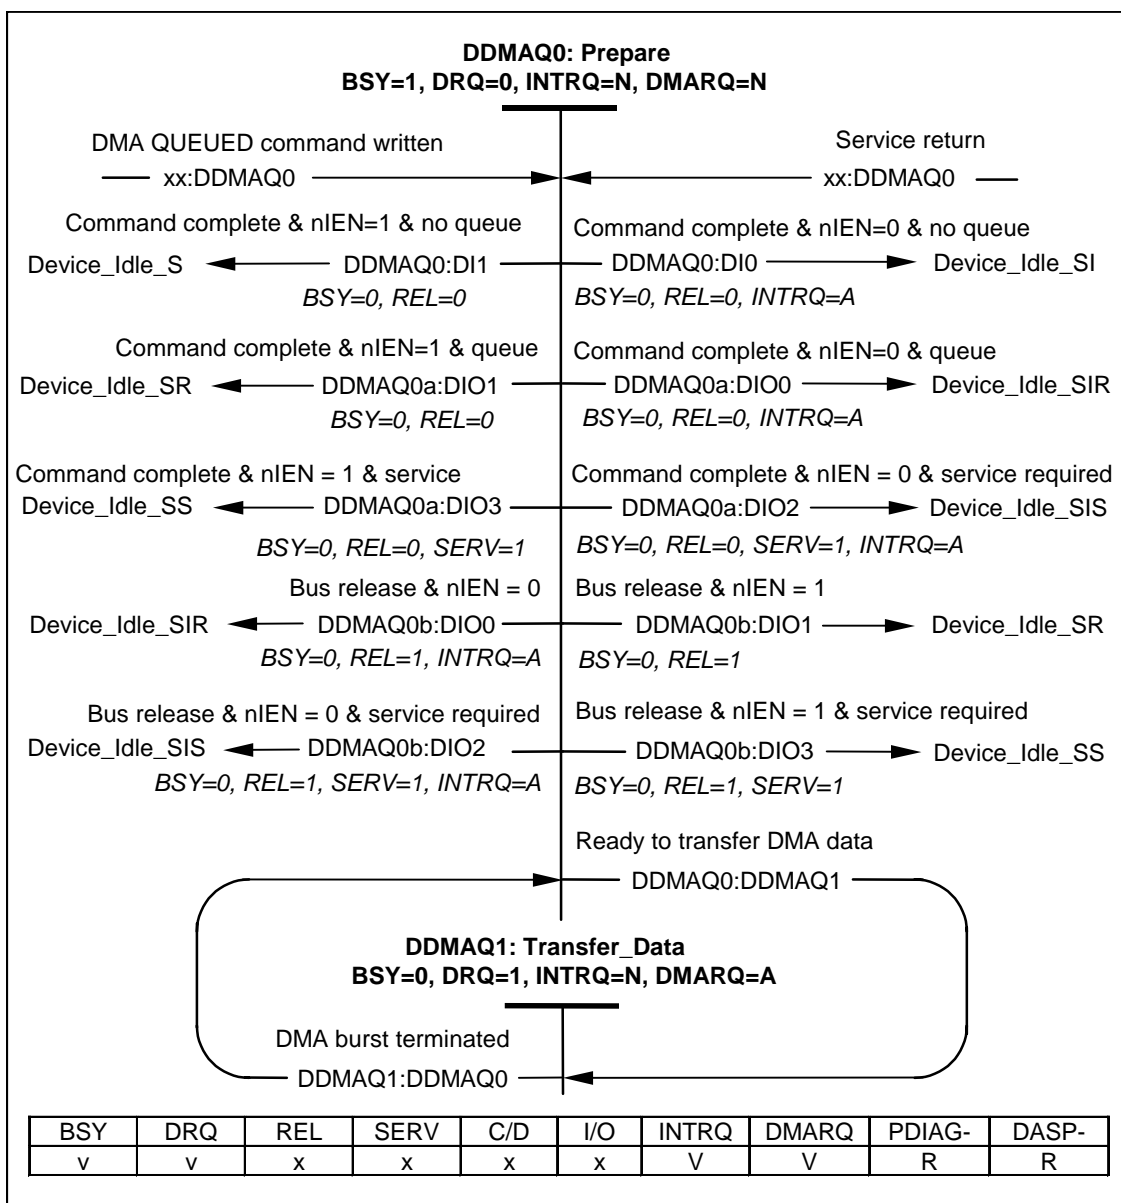 DDMAQ0: Prepare
BSY=1, DRQ=0, INTRQ=N, DMARQ=N
DMA QUEUED command written
xx:DDMAQ0
Service return
xx:DDMAQ0
Command complete & nIEN=1 & no queue
Device_Idle_S
DDMAQ0:DI1
BSY=0, REL=0
Command complete & nIEN=0 & no queue
DDMAQ0:DI0
Device_Idle_SI
BSY=0, REL=0, INTRQ=A
Command complete & nIEN=1 & queue
Device_Idle_SR
DDMAQ0a:DIO1
BSY=0, REL=0
Command complete & nIEN=0 & queue
DDMAQ0a:DIO0
Device_Idle_SIR
BSY=0, REL=0, INTRQ=A
Command complete & nIEN = 1 & service
Device_Idle_SS
DDMAQ0a:DIO3
BSY=0, REL=0, SERV=1
Command complete & nIEN = 0 & service required
DDMAQ0a:DIO2
Device_Idle_SIS
BSY=0, REL=0, SERV=1, INTRQ=A
Bus release & nIEN = 0
Device_Idle_SIR
DDMAQ0b:DIO0
BSY=0, REL=1, INTRQ=A
Bus release & nIEN = 1
DDMAQ0b:DIO1
Device_Idle_SR
BSY=0, REL=1
Bus release & nIEN = 0 & service required
Device_Idle_SIS
DDMAQ0b:DIO2
BSY=0, REL=1, SERV=1, INTRQ=A
Bus release & nIEN = 1 & service required
DDMAQ0b:DIO3
Device_Idle_SS
BSY=0, REL=1, SERV=1
Ready to transfer DMA data
DDMAQ0:DDMAQ1
DDMAQ1: Transfer_Data
BSY=0, DRQ=1, INTRQ=N, DMARQ=A
DMA burst terminated
DDMAQ1:DDMAQ0
BSY DRQ REL SERV C/D I/O INTRQ DMARQ PDIAG- DASP-
v v x x x x V V R R